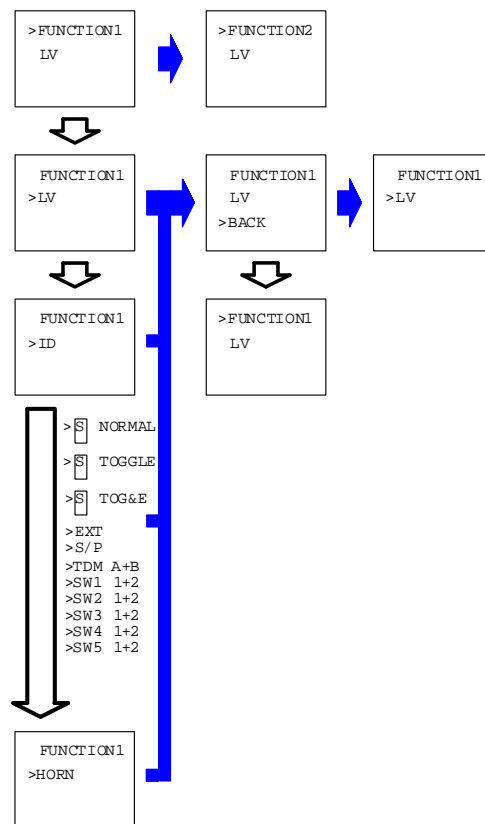 >FUNCTION1
LV
>FUNCTION2
LV
FUNCTION1
>LV
FUNCTION1
LV
>BACK
FUNCTION1
>LV
FUNCTION1
>ID
>FUNCTION1
LV
>S NORMAL
>S TOGGLE
>S TOG&E
>EXT
>S/P
>TDM A+B
>SW1 1+2
>SW2 1+2
>SW3 1+2
>SW4 1+2
>SW5 1+2
FUNCTION1
>HORN